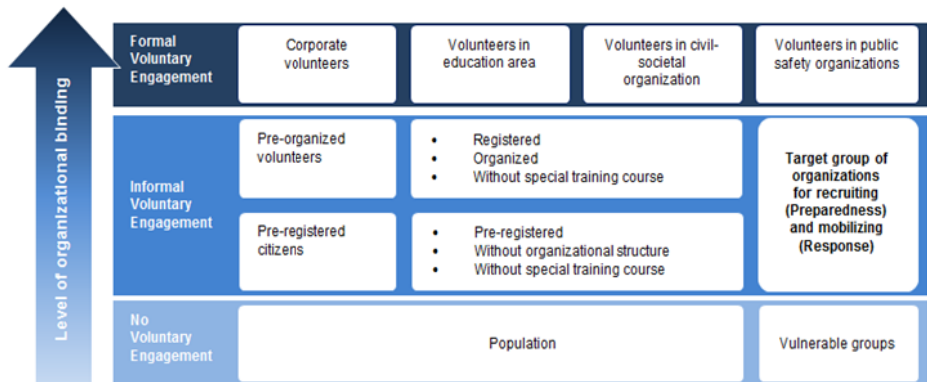 Level of organizational binding
Formal
Voluntary
Engagement
Corporate
volunteers
Volunteers in
education area
Volunteers in civil-
societal
organization
Volunteers in public
safety organizations
Informal
Voluntary
Engagement
Pre-organized
volunteers
• Registered
• Organized
• Without special training course
Pre-registered
citizens
• Pre-registered
• Without organizational structure
• Without special training course
Target group of
organizations
for recruiting
(Preparedness)
and mobilizing
(Response)
No
Voluntary
Engagement
Population
Vulnerable groups